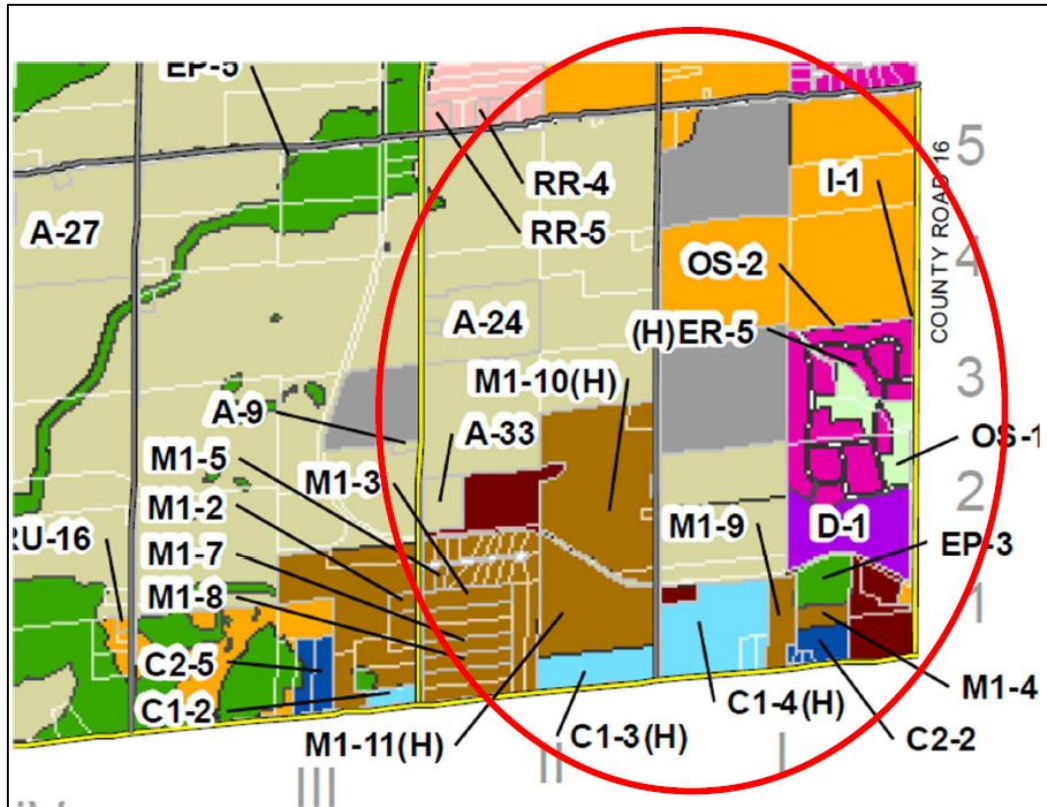 EP-5
RR-4
RR-5
A-27
I-1
5
COUNTY ROAD 16
OS-2
4
A-24
(H)ER-5
M1-10(H)
3
A-9
A-33
OS-1
M1-5
M1-3
2
M1-2
M1-9
D-1
RU-16
EP-3
M1-7
M1-8
1
C2-5
M1-4
C1-2
C1-4(H)
M1-11(H)
C1-3(H)
C2-2
III
II
I